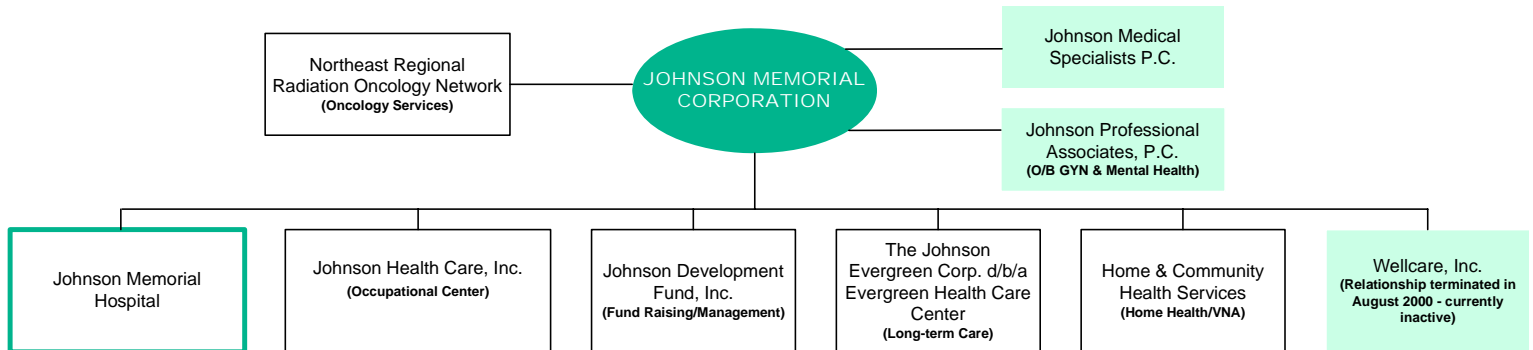 Northeast Regional
Radiation Oncology Network
(Oncology Services)
JOHNSON MEMORIAL
CORPORATION
Johnson Medical
Specialists P.C.
Johnson Professional
Associates, P.C.
(O/B GYN & Mental Health)
Johnson Memorial
Hospital
Johnson Health Care, Inc.
(Occupational Center)
Johnson Development
Fund, Inc.
(Fund Raising/Management)
The Johnson
Evergreen Corp. d/b/a
Evergreen Health Care
Center
(Long-term Care)
Home & Community
Health Services
(Home Health/VNA)
Wellcare, Inc.
(Relationship terminated in
August 2000 - currently
inactive)